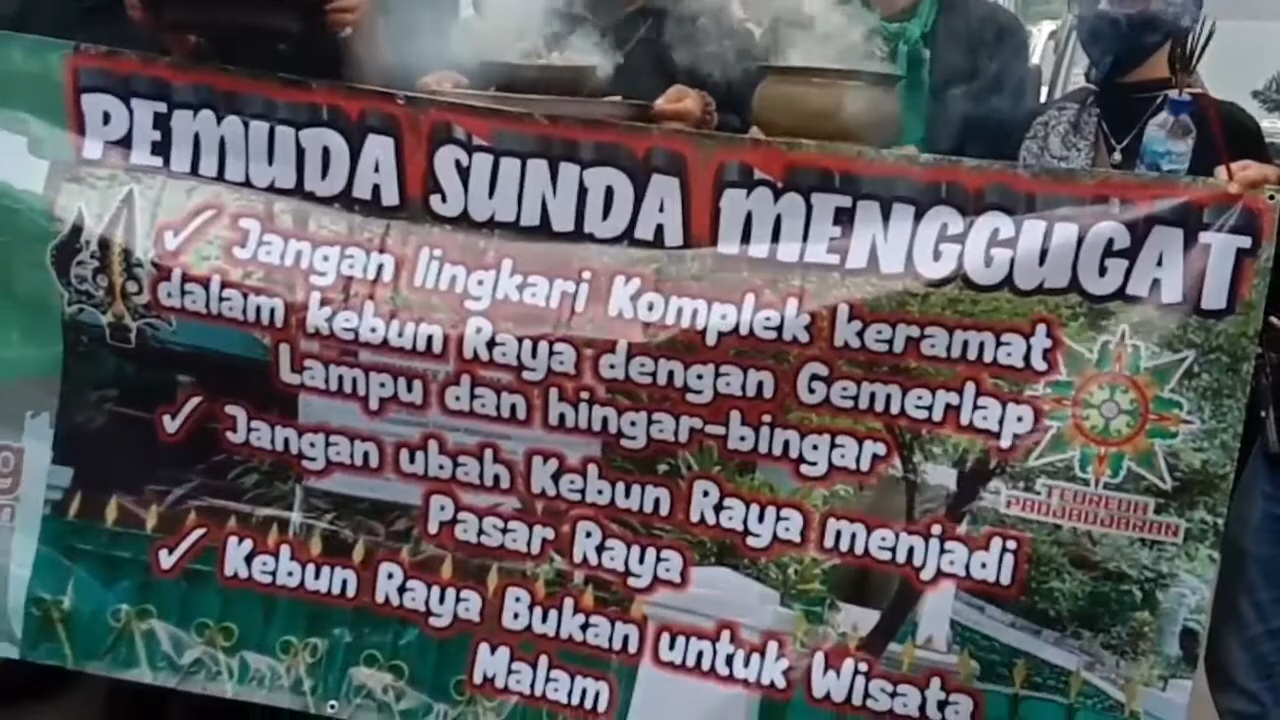 PEMUDA SUNDA MENGGUGAT
✓ Jangan lingkari Komplek keramat
dalam kebun Raya dengan Gemerlap
Lampu dan hingar-bingar
✓ Jangan ubah Kebun Raya menjadi
Pasar Raya
✓ Kebun Raya Bukan untuk Wisata
Malam
TEUREUH
PADJADJARAN